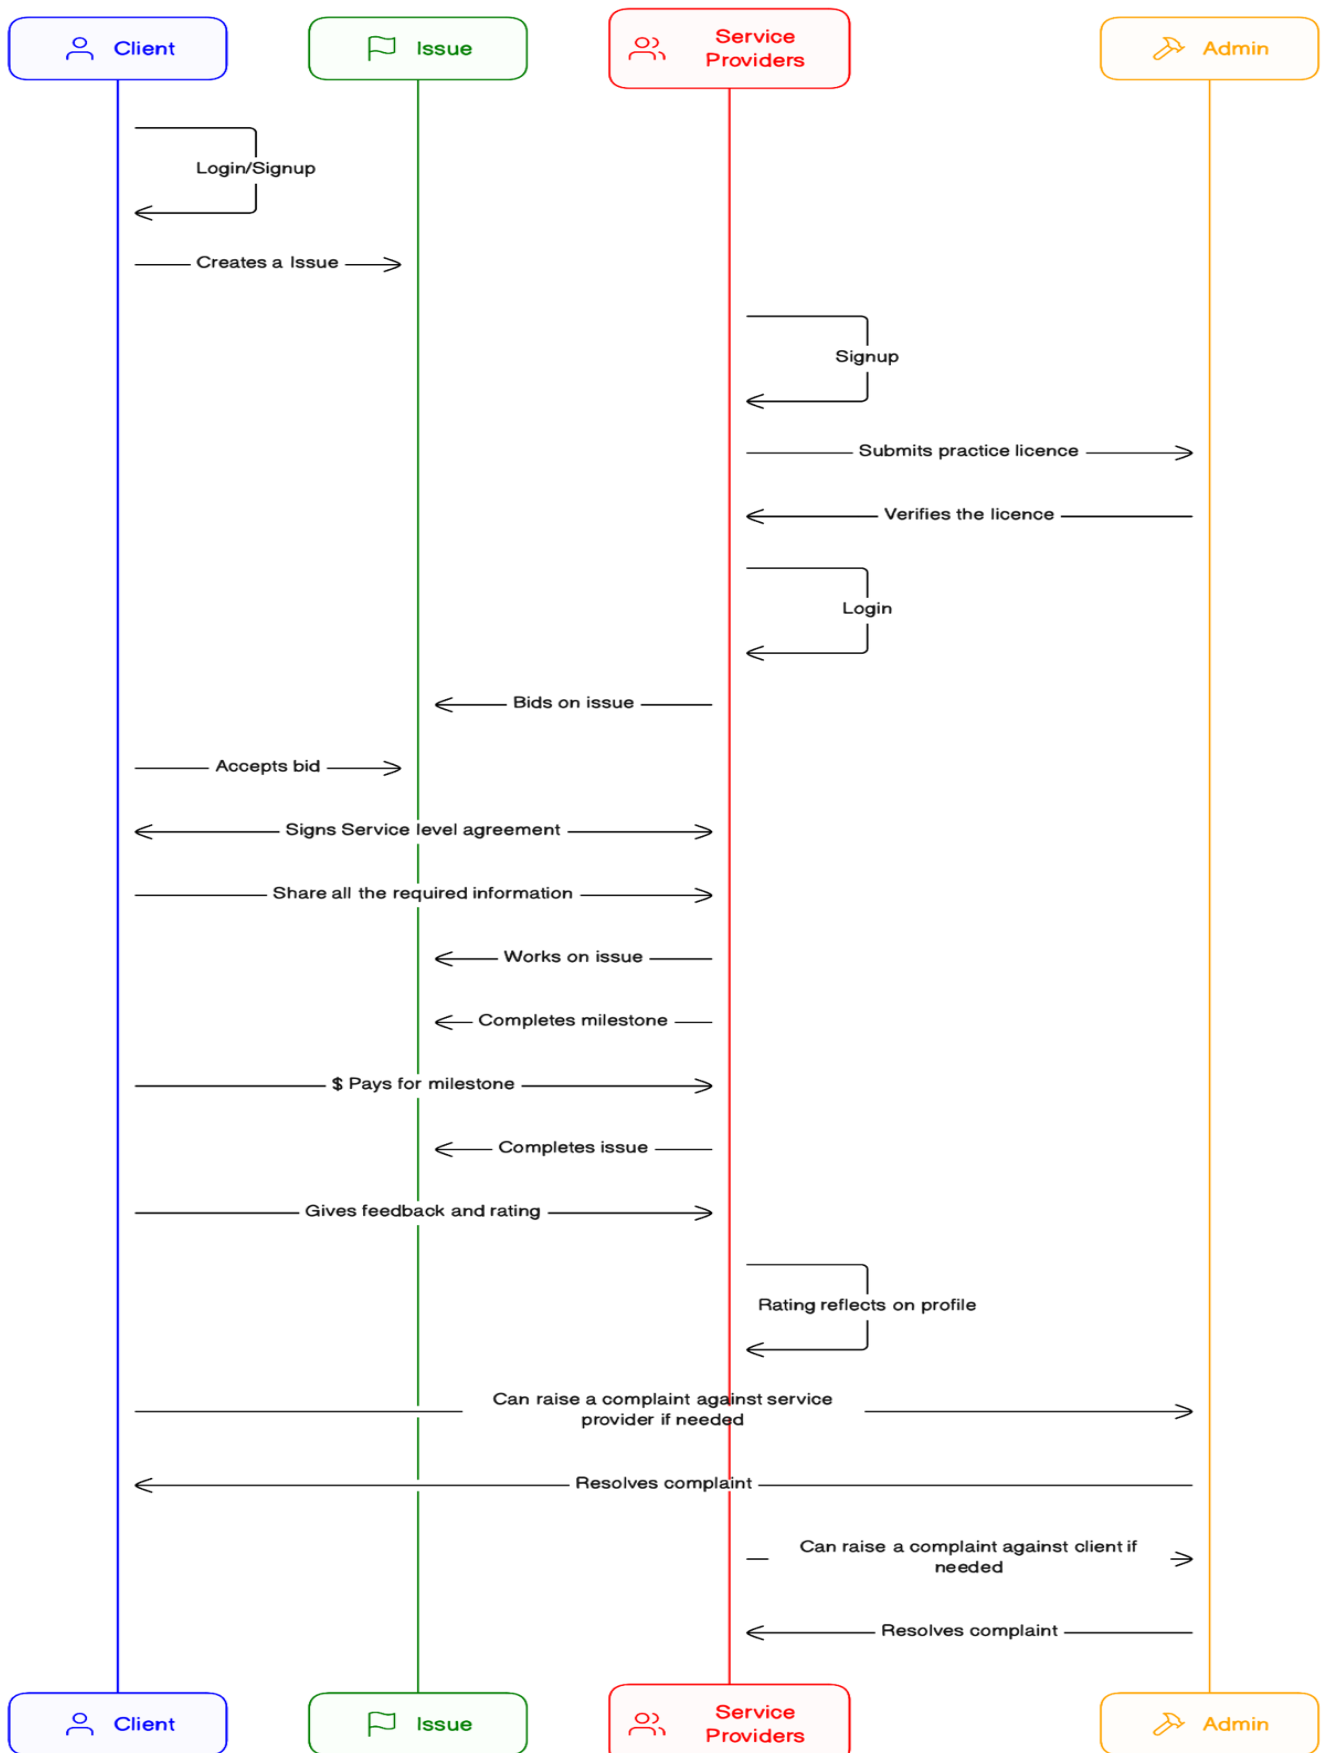 Client
Issue
Service
Providers
Admin
Login/Signup
Creates a Issue
Signup
Submits practice licence
Verifies the licence
Login
Bids on issue
Accepts bid
Signs Service level agreement
Share all the required information
Works on issue
Completes milestone
$ Pays for milestone
Completes issue
Gives feedback and rating
Rating reflects on profile
Can raise a complaint against service
provider if needed
Resolves complaint
Can raise a complaint against client if
needed
Resolves complaint
Client
Issue
Service
Providers
Admin